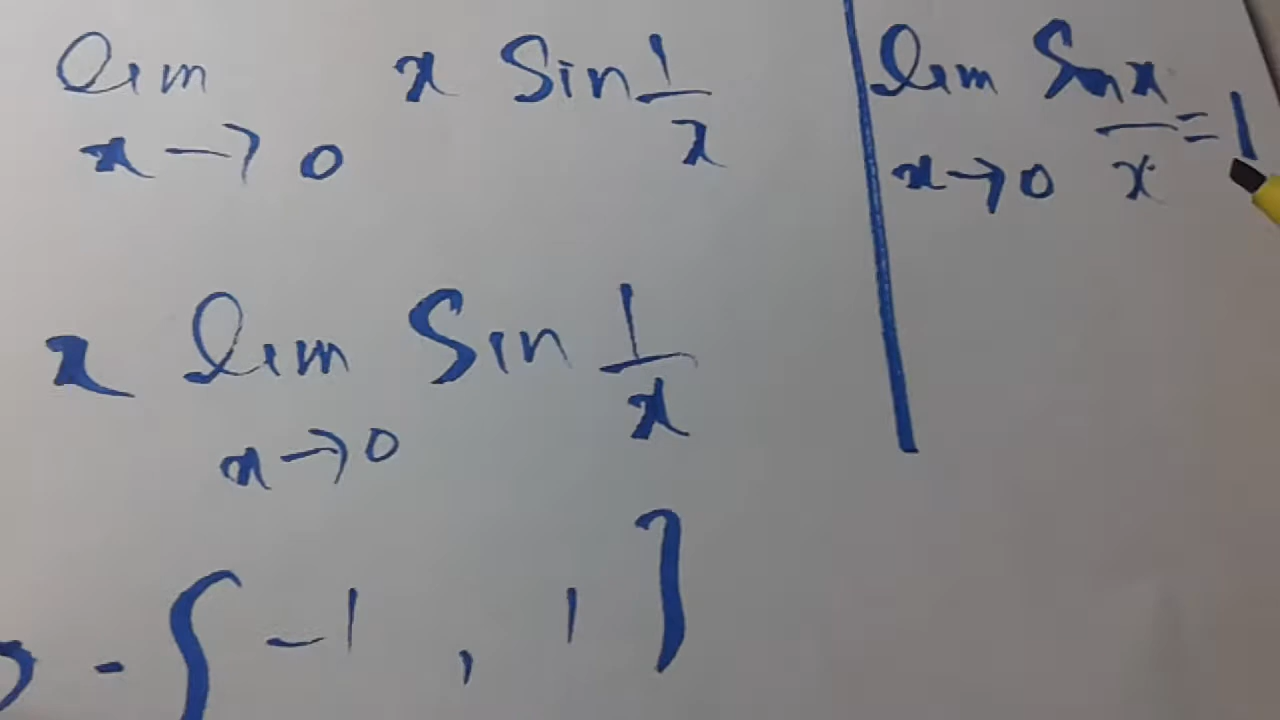 lim x Sin 1/x
x → 0
x lim Sin 1/x
x → 0
- [ -1 , 1 ]
lim Sin x/x = 1
x → 0